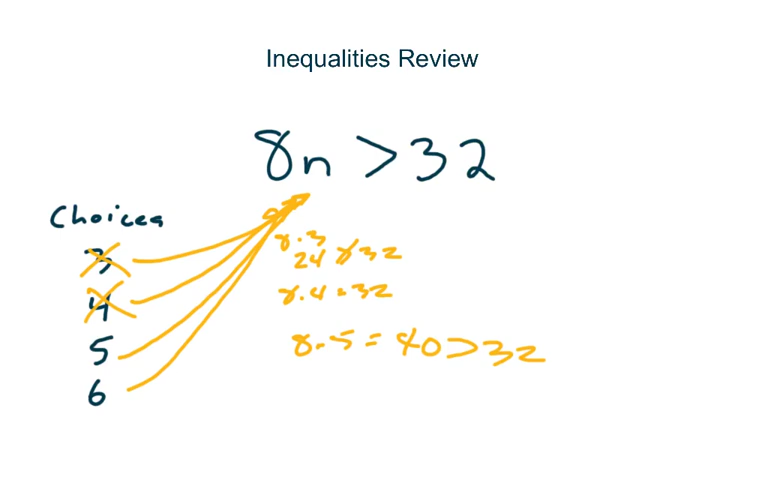 Inequalities Review
8n > 32
Choices
3
8.3
24 ≯ 32
4
8.4 = 32
5
8.5 = 40 > 32
6